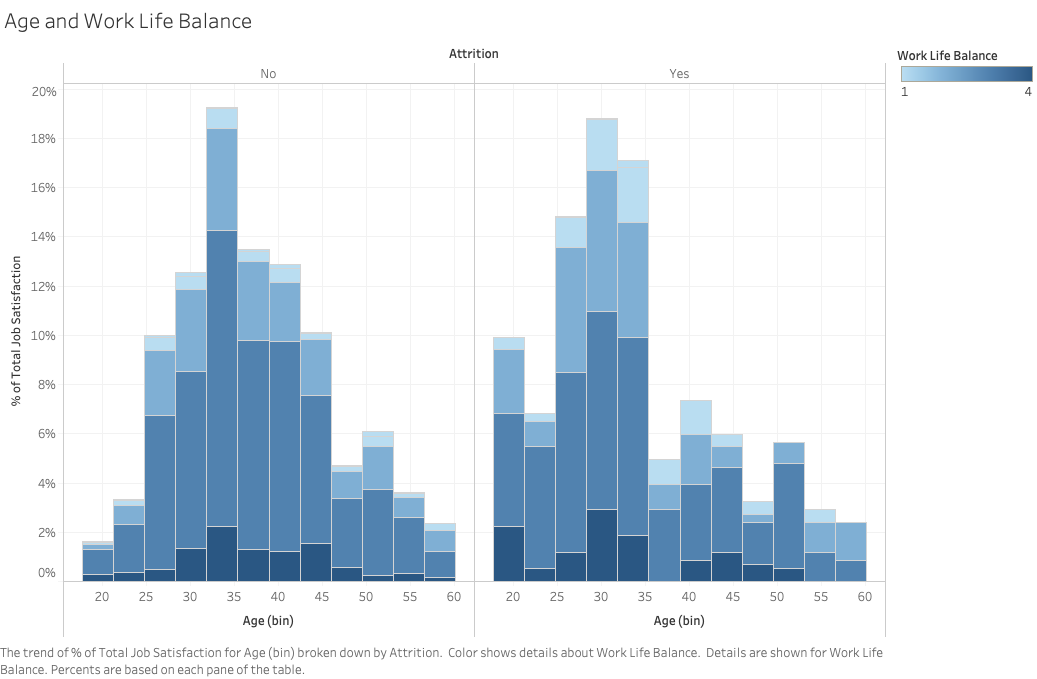 Age and Work Life Balance
Attrition
No Yes
Work Life Balance
1 4
% of Total Job Satisfaction
20%
18%
16%
14%
12%
10%
8%
6%
4%
2%
0%
20 25 30 35 40 45 50 55 60
20 25 30 35 40 45 50 55 60
Age (bin) Age (bin)
The trend of % of Total Job Satisfaction for Age (bin) broken down by Attrition.  Color shows details about Work Life Balance.  Details are shown for Work Life
Balance. Percents are based on each pane of the table.